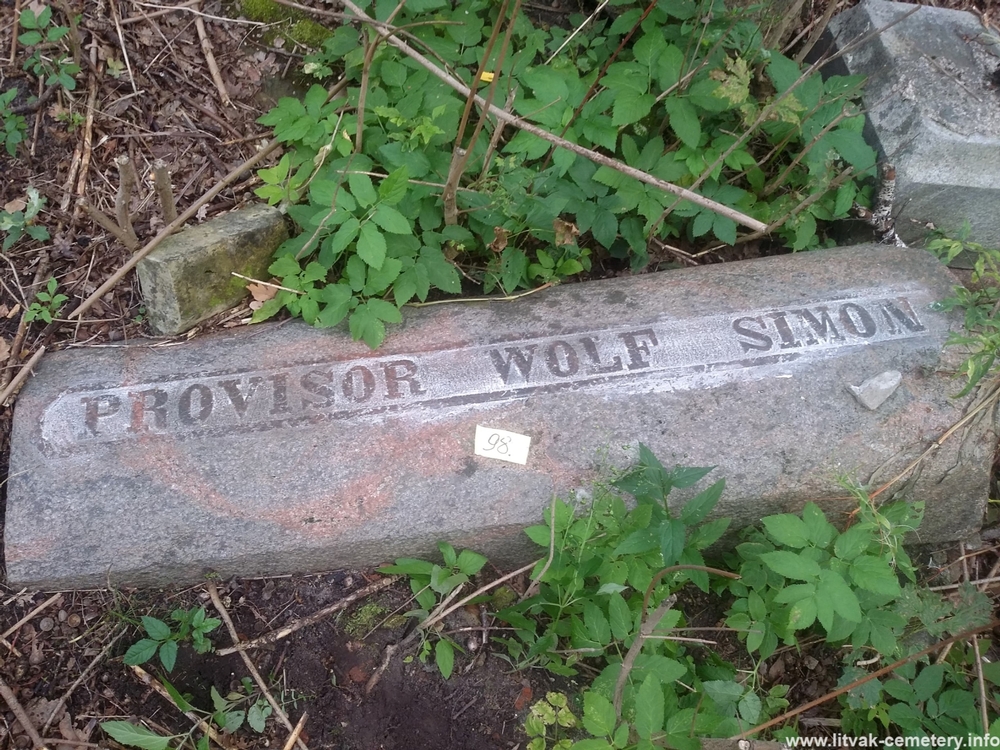 PROVISOR WOLF SIMON
98.
www.litvak-cemetery.info